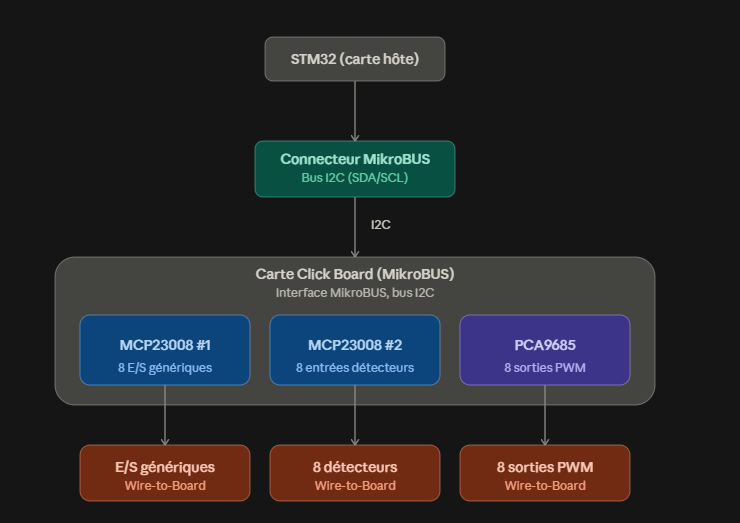 STM32 (carte hôte)
Connecteur MikroBUS
Bus I2C (SDA/SCL)
I2C
Carte Click Board (MikroBUS)
Interface MikroBUS, bus I2C
MCP23008 #1
8 E/S génériques
MCP23008 #2
8 entrées détecteurs
PCA9685
8 sorties PWM
E/S génériques
Wire-to-Board
8 détecteurs
Wire-to-Board
8 sorties PWM
Wire-to-Board